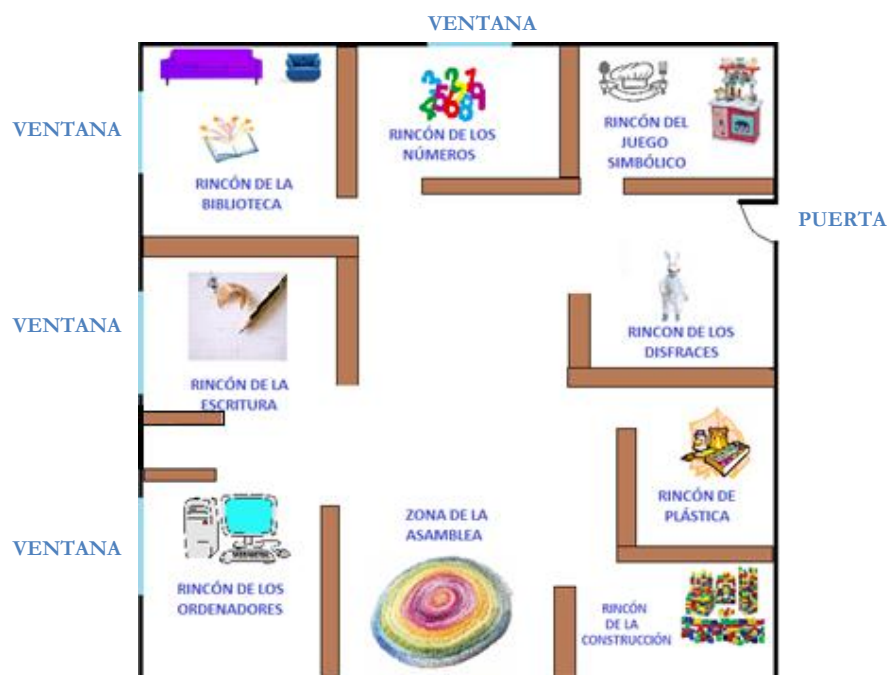 VENTANA
VENTANA
RINCÓN DE LOS
NÚMEROS
RINCÓN DEL
JUEGO
SIMBÓLICO
RINCÓN DE LA
BIBLIOTECA
PUERTA
VENTANA
RINCON DE LOS
DISFRACES
RINCÓN DE LA
ESCRITURA
RINCÓN DE
PLÁSTICA
ZONA DE LA
ASAMBLEA
VENTANA
RINCÓN DE LOS
ORDENADORES
RINCÓN
DE LA
CONSTRUCCIÓN